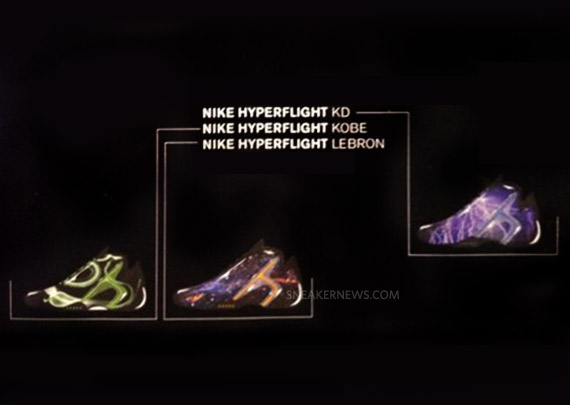 NIKE HYPERFLIGHT KD
NIKE HYPERFLIGHT KOBE
NIKE HYPERFLIGHT LEBRON
SNEAKERNEWS.COM